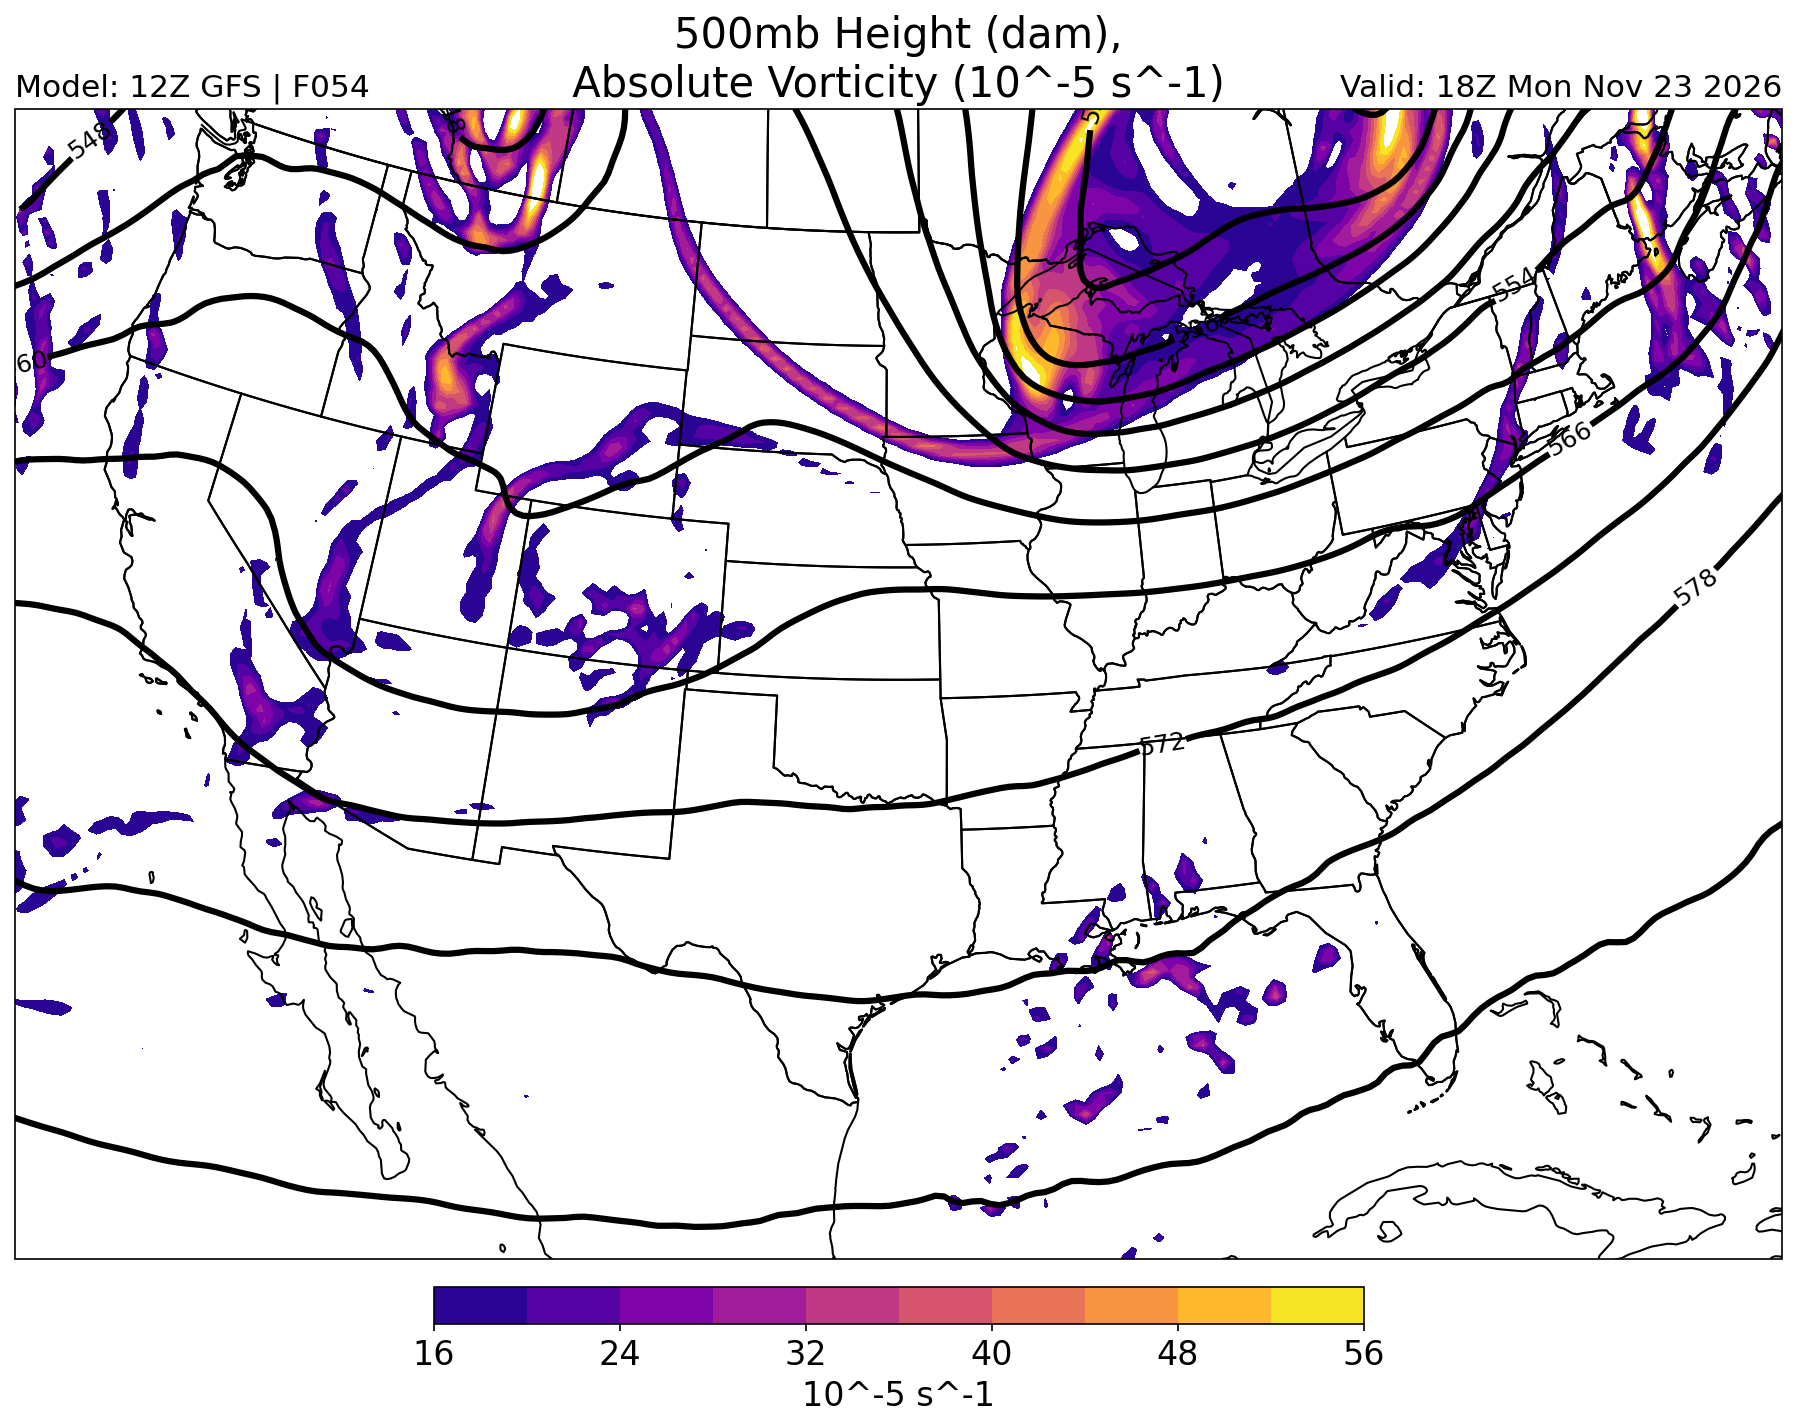 500mb Height (dam),
Absolute Vorticity (10^-5 s^-1)
Model: 12Z GFS | F054
Valid: 18Z Mon Nov 23 2026
548
554
60
566
578
572
16 24 32 40 48 56
10^-5 s^-1